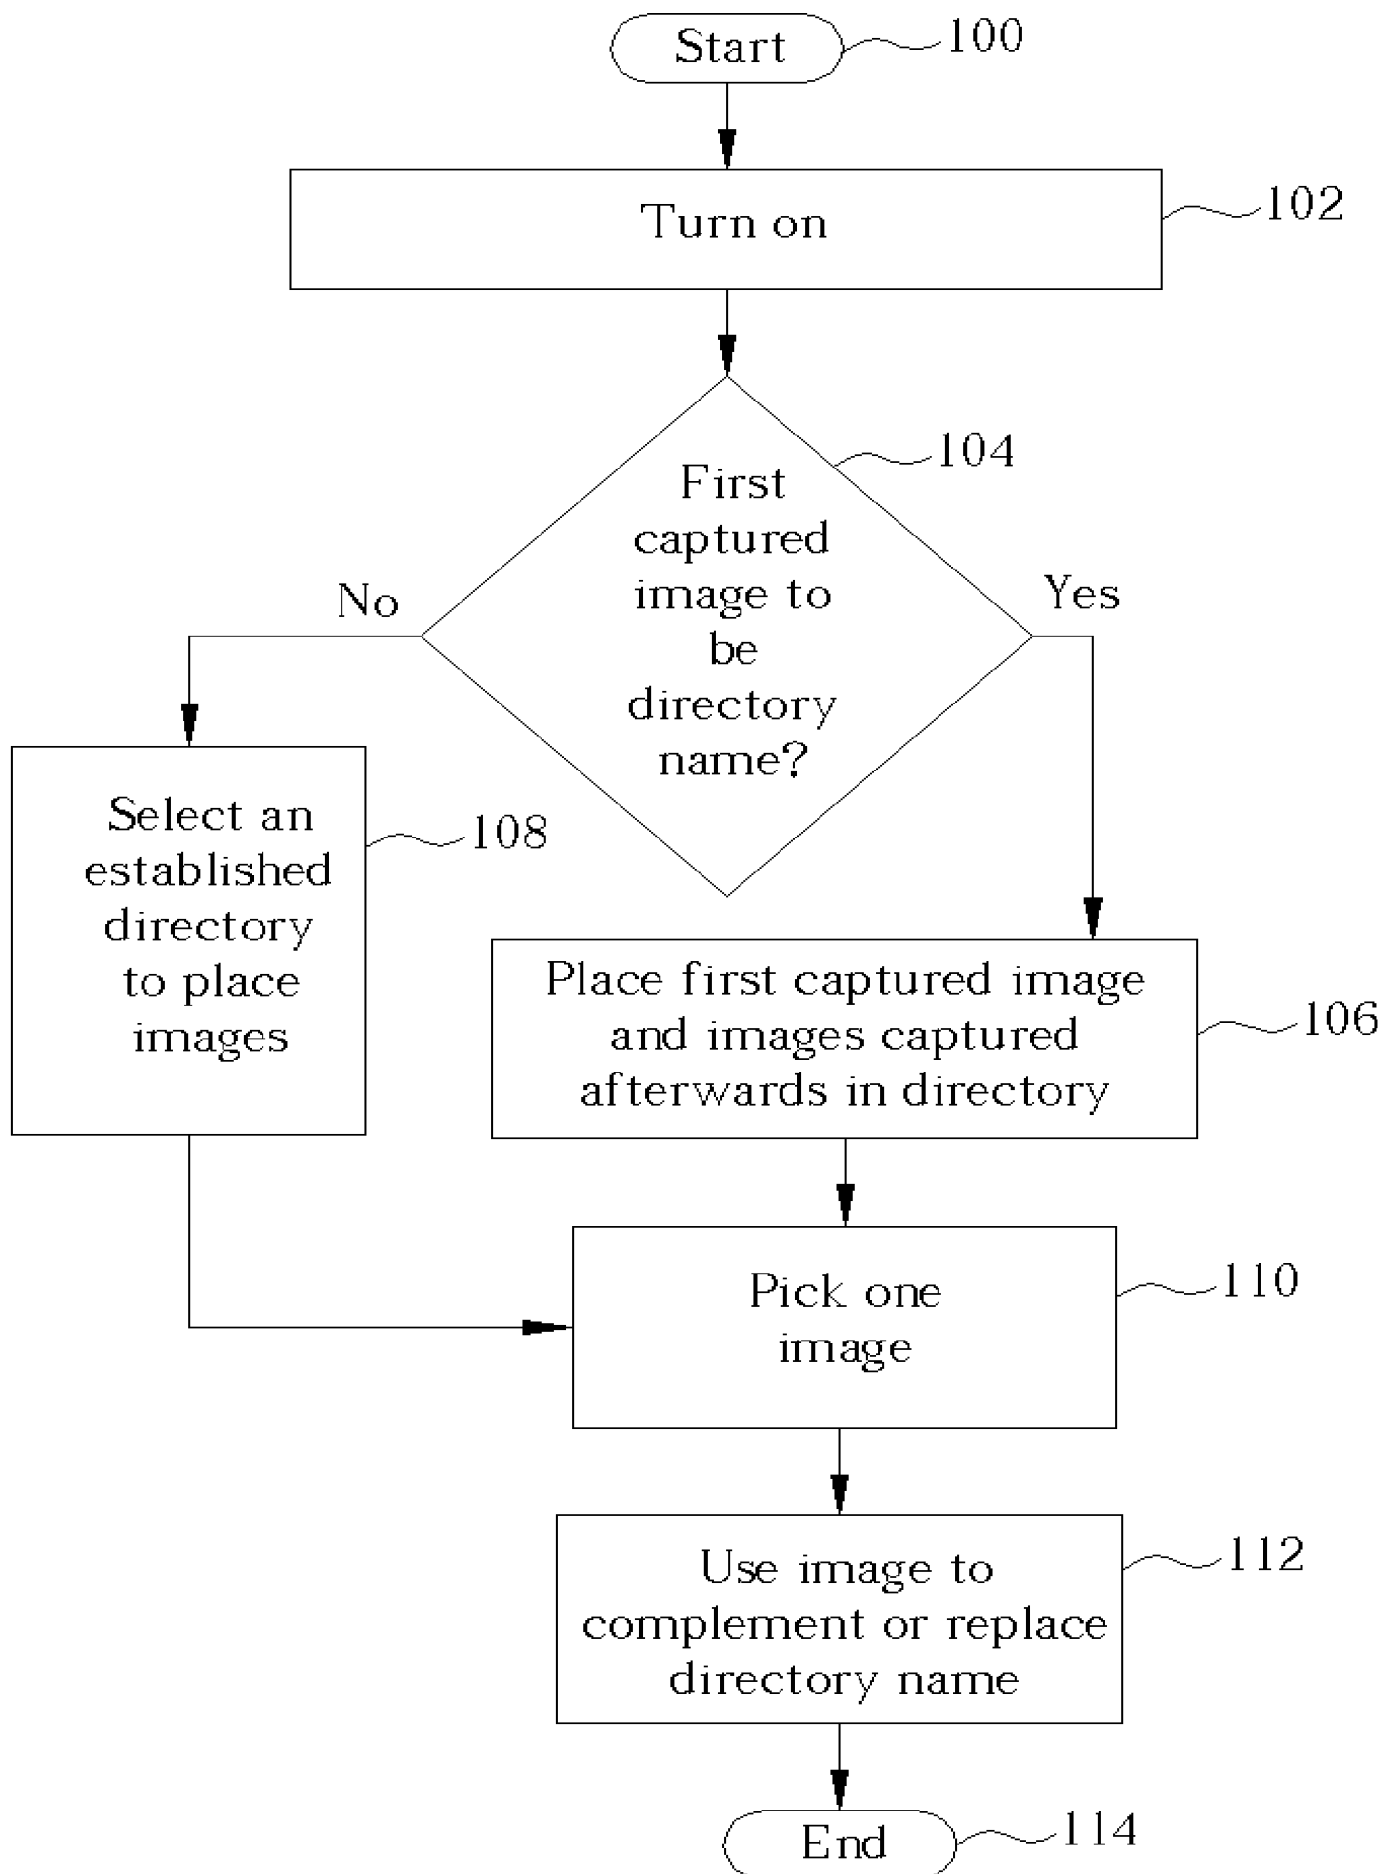 Start
100
Turn on
102
104
First
captured
image to
be
directory
name?
No
Yes
Select an
established
directory
to place
images
108
Place first captured image
and images captured
afterwards in directory
106
Pick one
image
110
Use image to
complement or replace
directory name
112
End
114